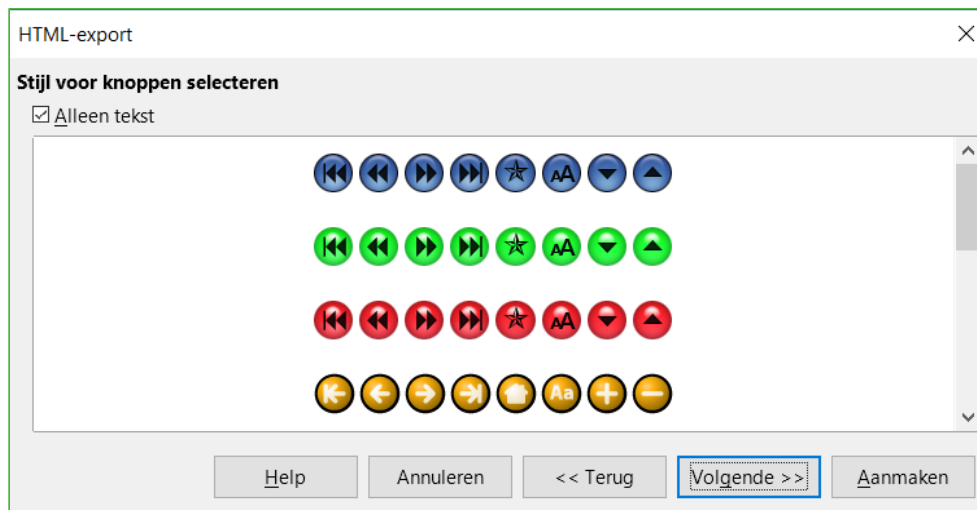 HTML-export
Stijl voor knoppen selecteren
Alleen tekst
AA
AA
AA
Aa
Help Annuleren << Terug Volgende >> Aanmaken